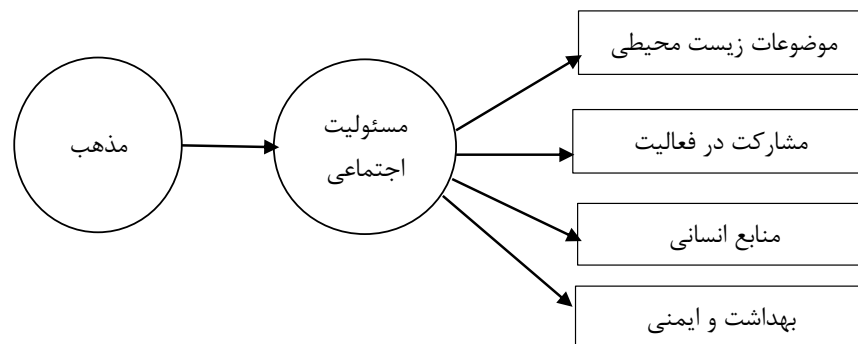 موضوعات زیست محیطی
مذهب
مسئولیت
اجتماعی
مشارکت در فعالیت
منابع انسانی
بهداشت و ایمنی